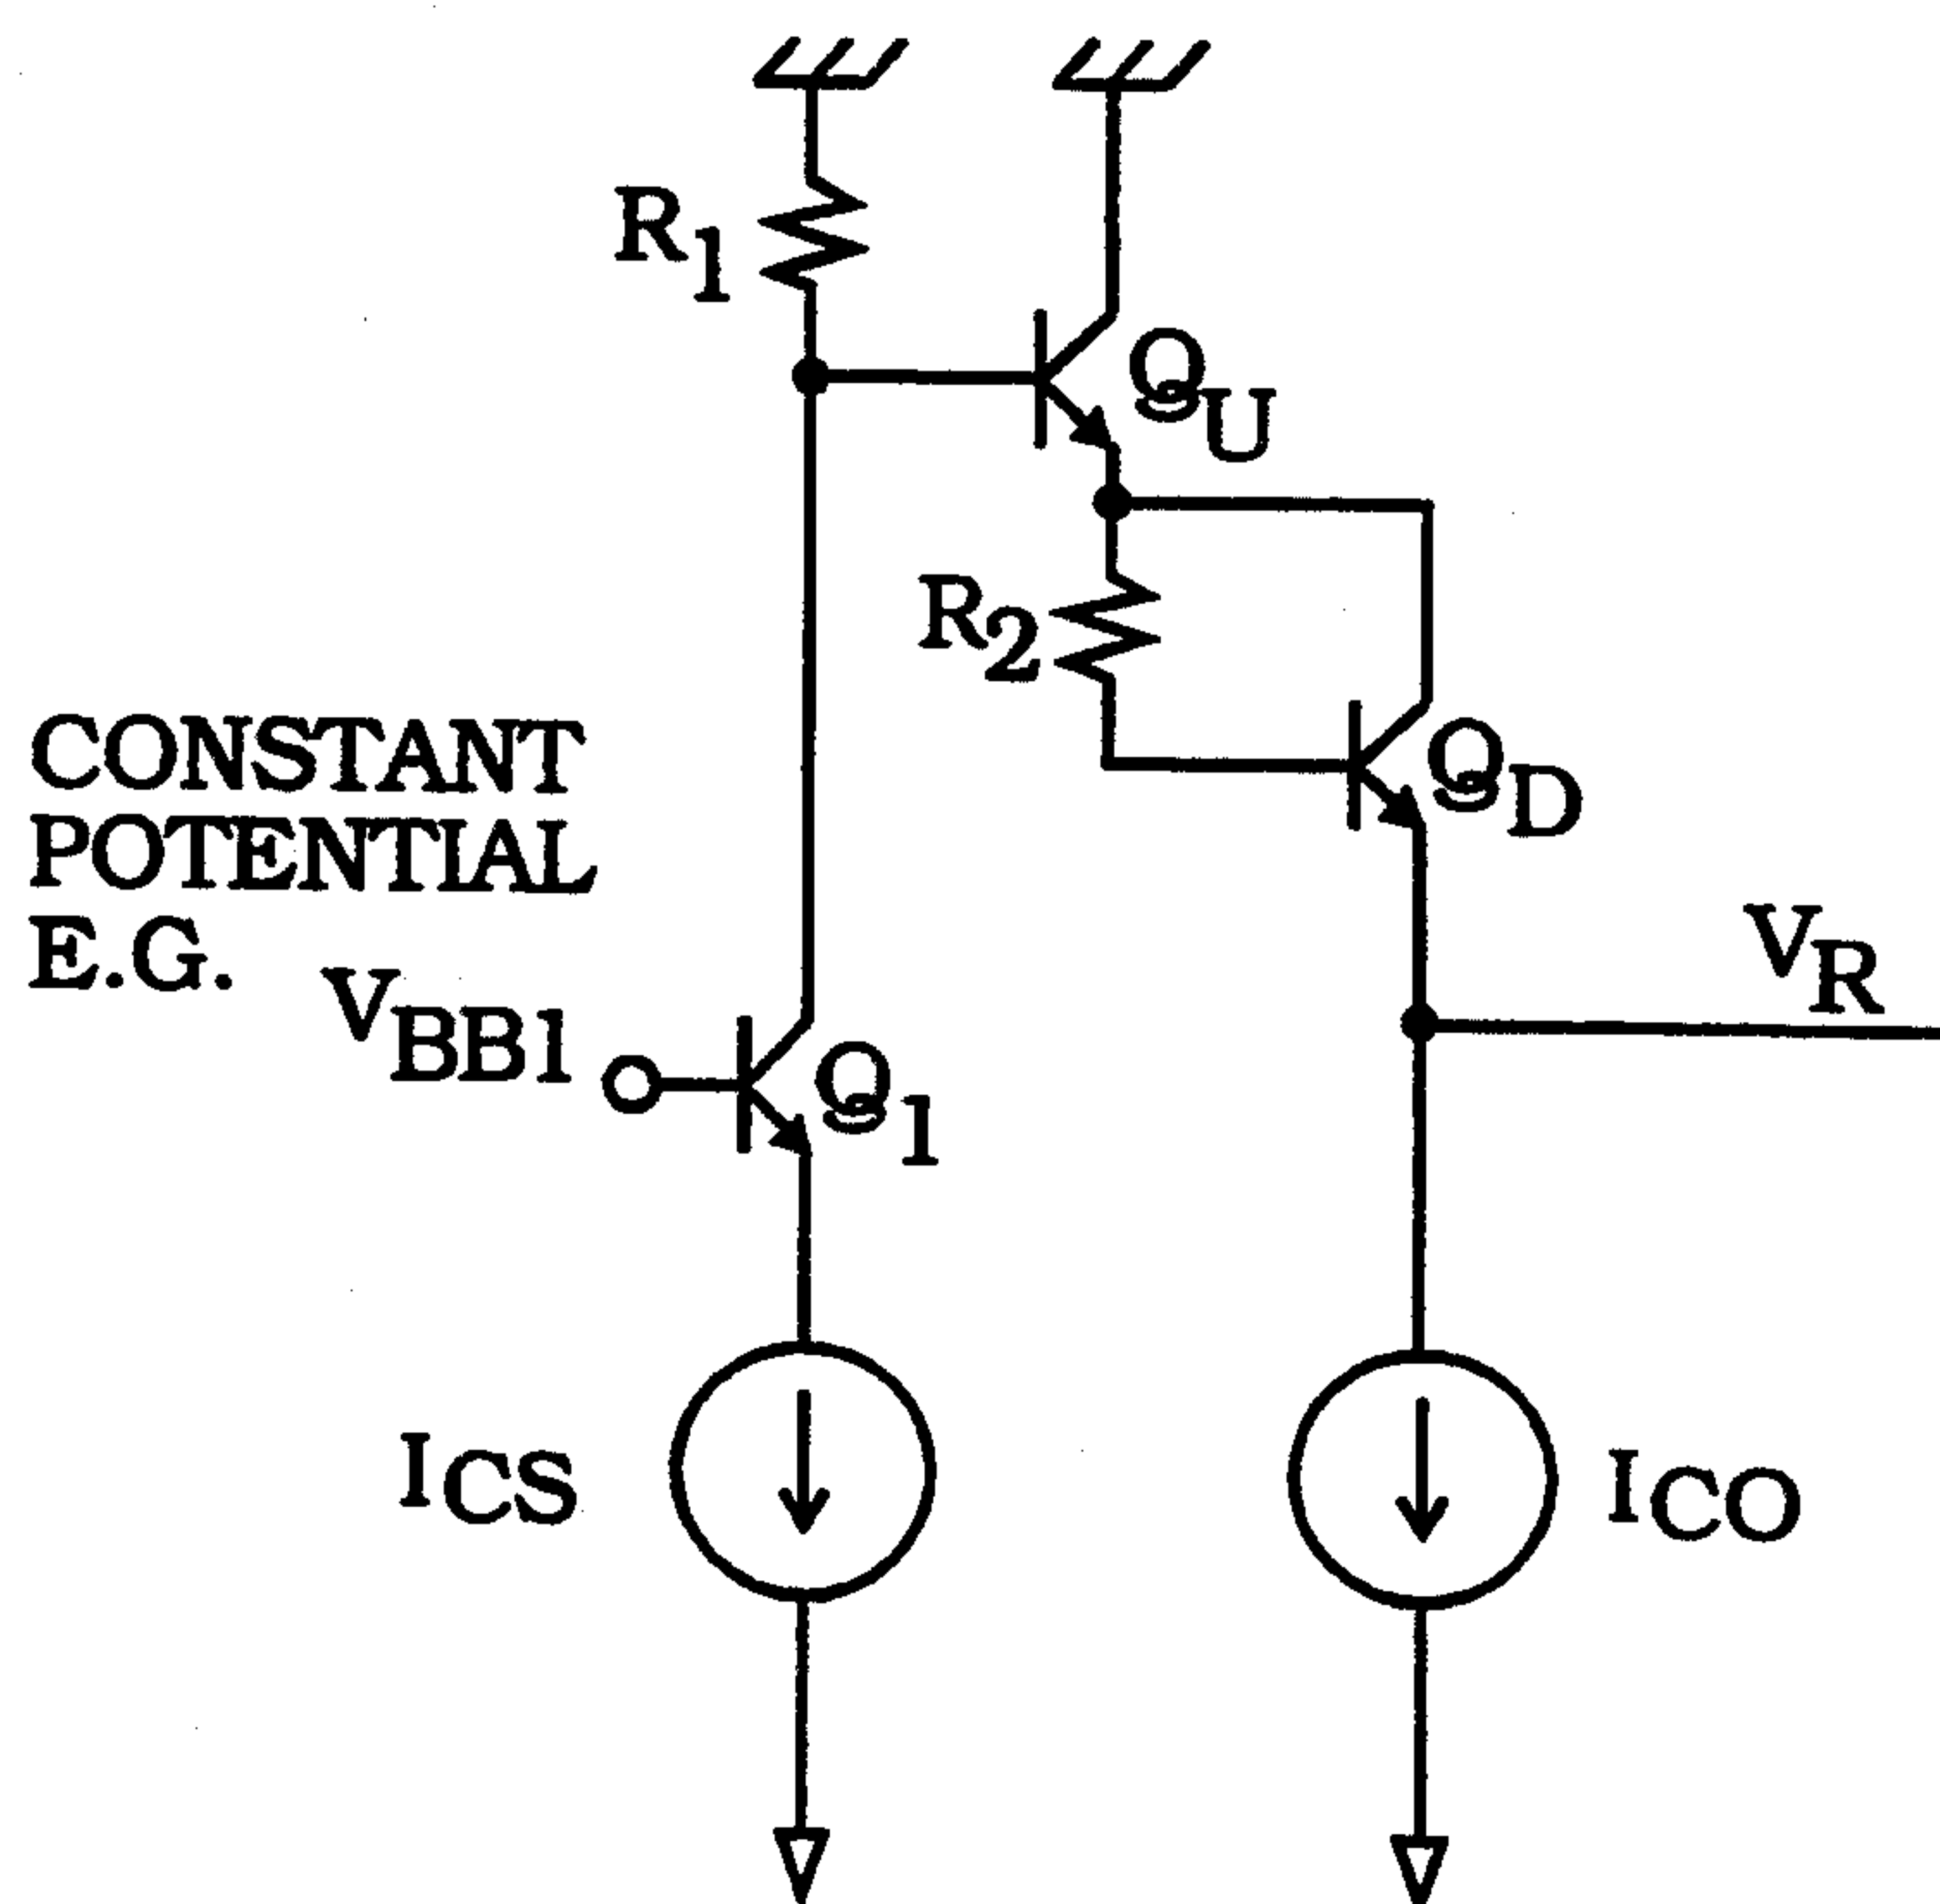 R1
QU
R2
QD
CONSTANT
POTENTIAL
E.G. VBB1
VR
Q1
ICS
ICO